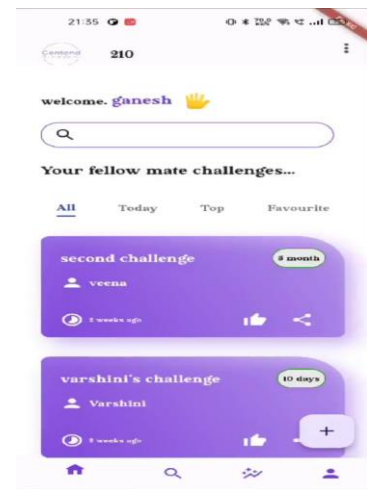 21:35
210
welcome. ganesh
Your fellow mate challenges...
All Today Top Favourite
second challenge
veena
varshini's challenge
10 days
Varshini